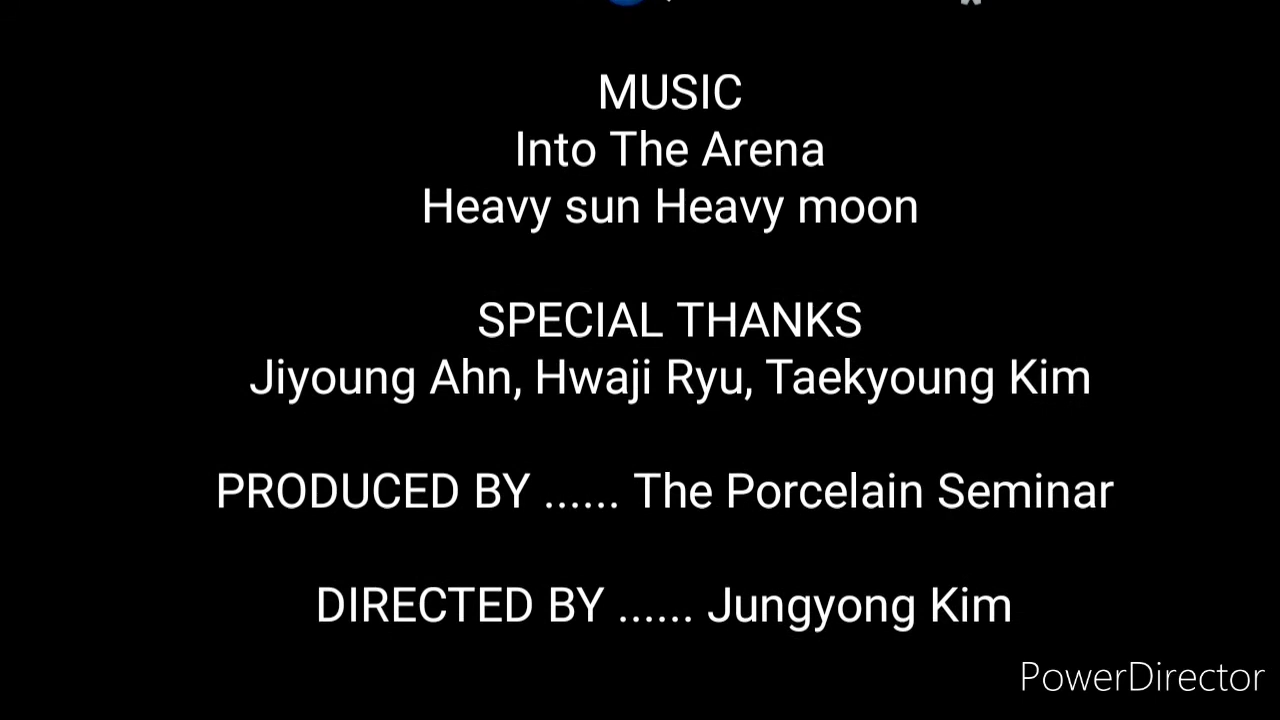 MUSIC
Into The Arena
Heavy sun Heavy moon
SPECIAL THANKS
Jiyoung Ahn, Hwaji Ryu, Taekyoung Kim
PRODUCED BY ...... The Porcelain Seminar
DIRECTED BY ...... Jungyong Kim
PowerDirector